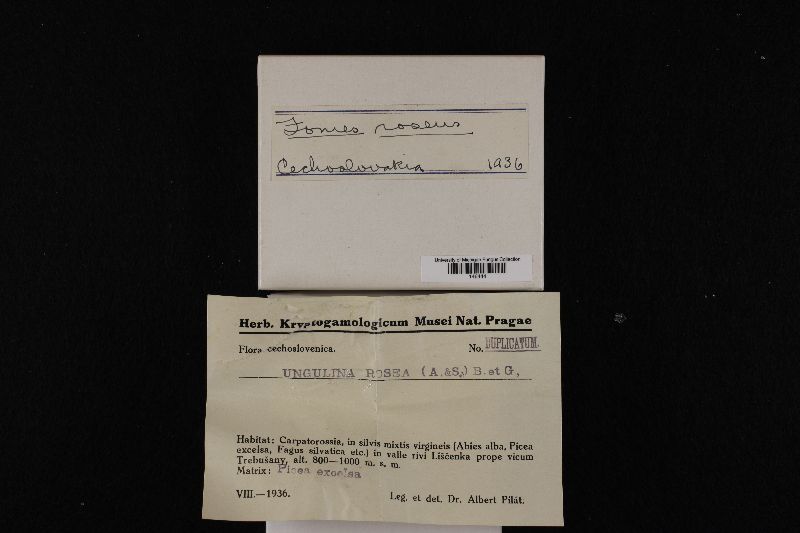 Fomes roseus
Cechoslovakia 1936
University of Michigan Fungus Collection
Herb. Kryptogamologicum Musei Nat. Pragae
Flora cechoslovenica. No. DUPLICATUM.
UNGULINA ROSEA (A.&S.) B. et G,
Habitat: Carpatorossia, in silvis mixtis virgineis (Abies alba, Picea
excelsa, Fagus silvatica etc.) in valle rivi Liščenka prope vicum
Trebušany, alt. 800—1000 m. s. m.
Matrix: Picea excelsa
VIII.—1936. Leg. et det. Dr. Albert Pilát.